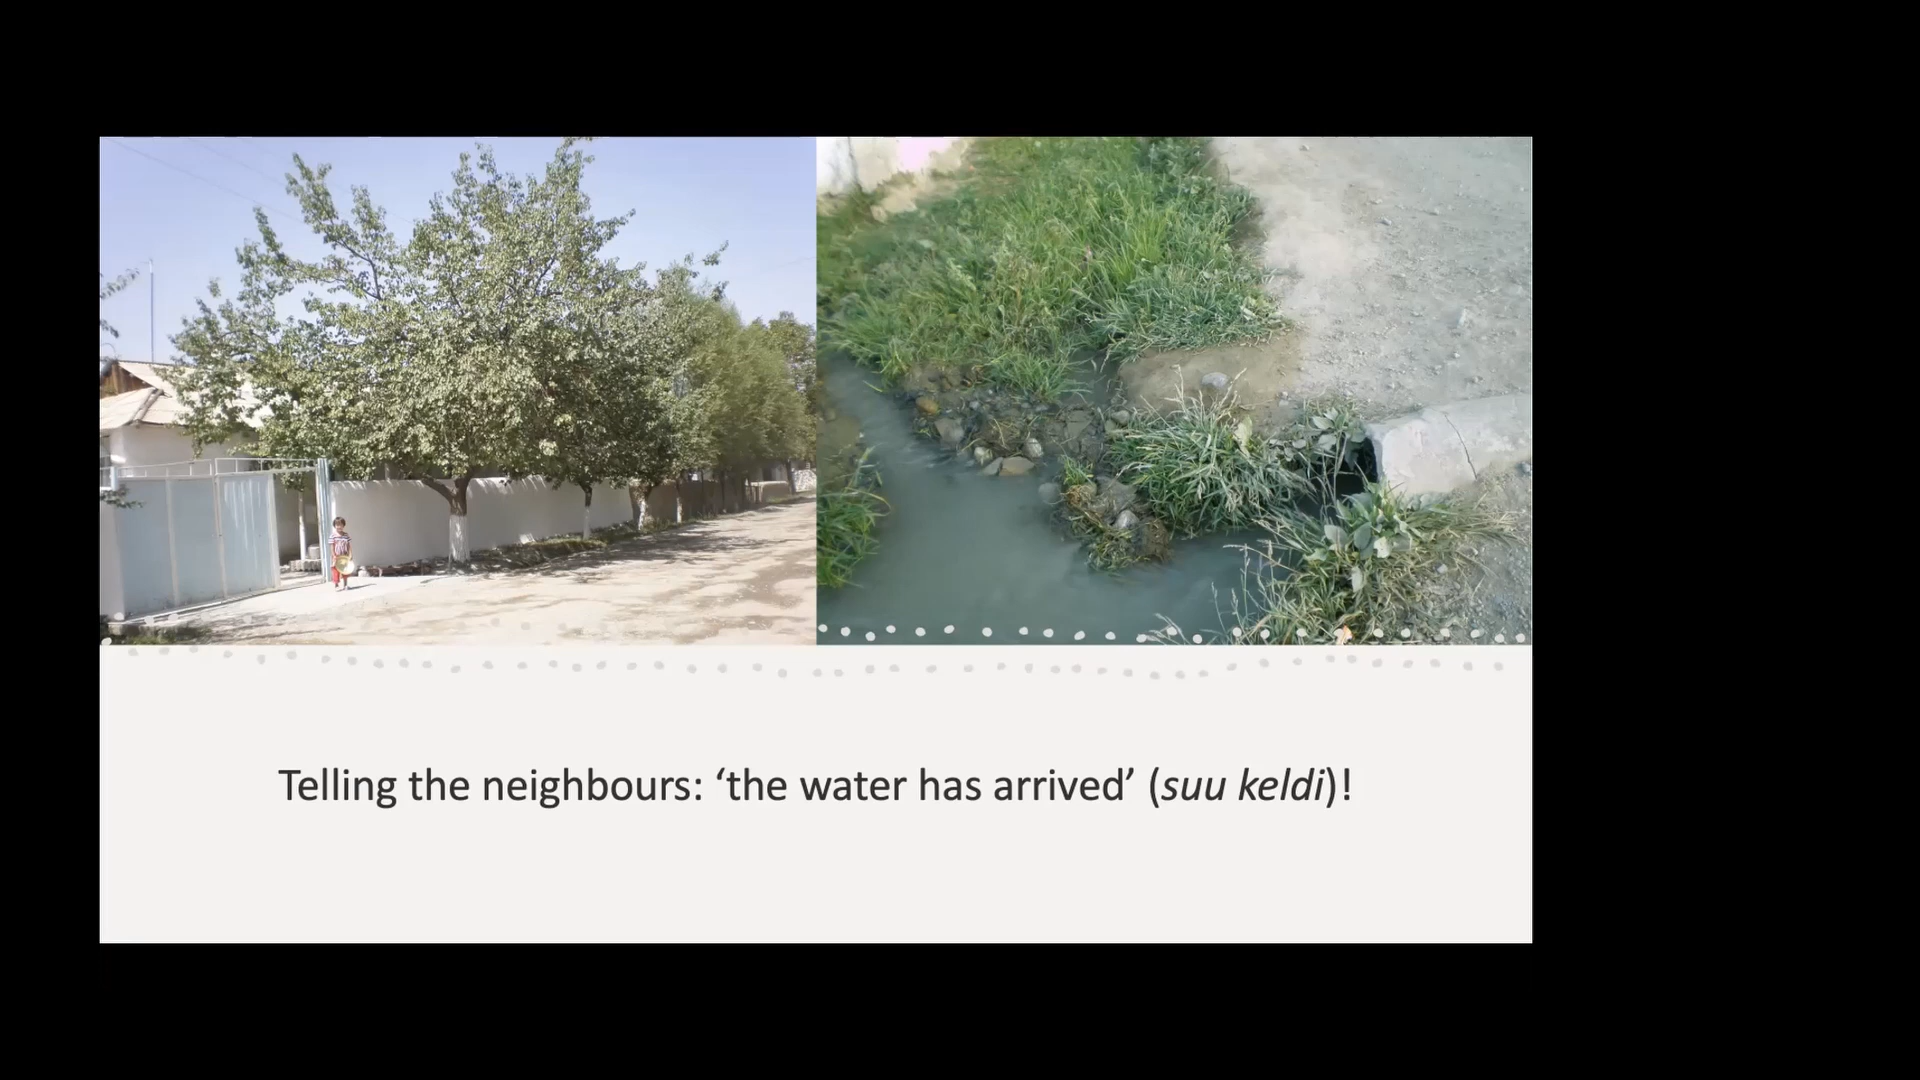 Telling the neighbours: ‘the water has arrived’ (suu keldi)!